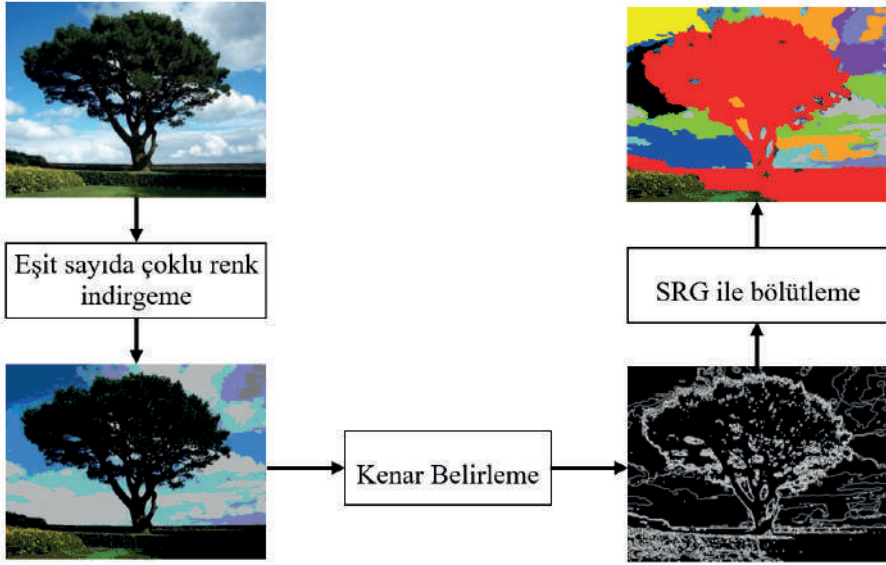 Eşit sayıda çoklu renk
indirgeme
Kenar Belirleme
SRG ile bölütleme